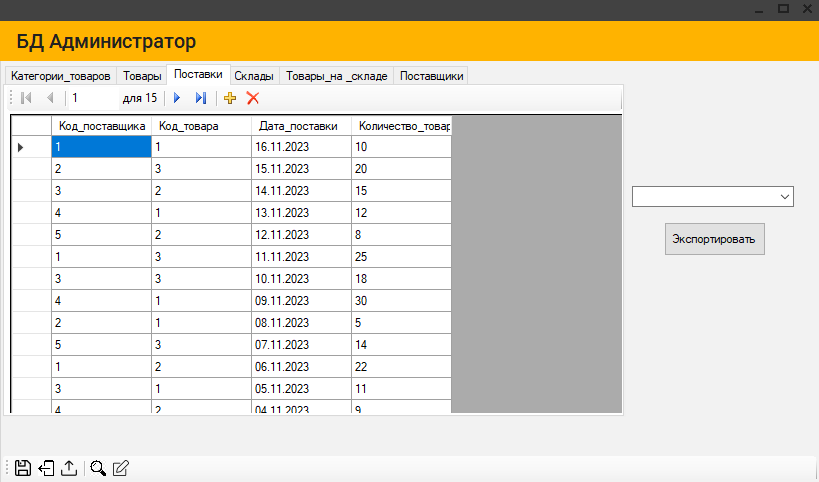 БД Администратор
Категории_товаров Товары Поставки Склады Товары_на _складе Поставщики
1 для 15
Код_поставщика Код_товара Дата_поставки Количество_товар
1 1 16.11.2023 10
2 3 15.11.2023 20
3 2 14.11.2023 15
4 1 13.11.2023 12
5 2 12.11.2023 8
1 3 11.11.2023 25
3 3 10.11.2023 18
4 1 09.11.2023 30
2 1 08.11.2023 5
5 3 07.11.2023 14
1 2 06.11.2023 22
3 1 05.11.2023 11
4 2 04.11.2023 9
Экспортировать